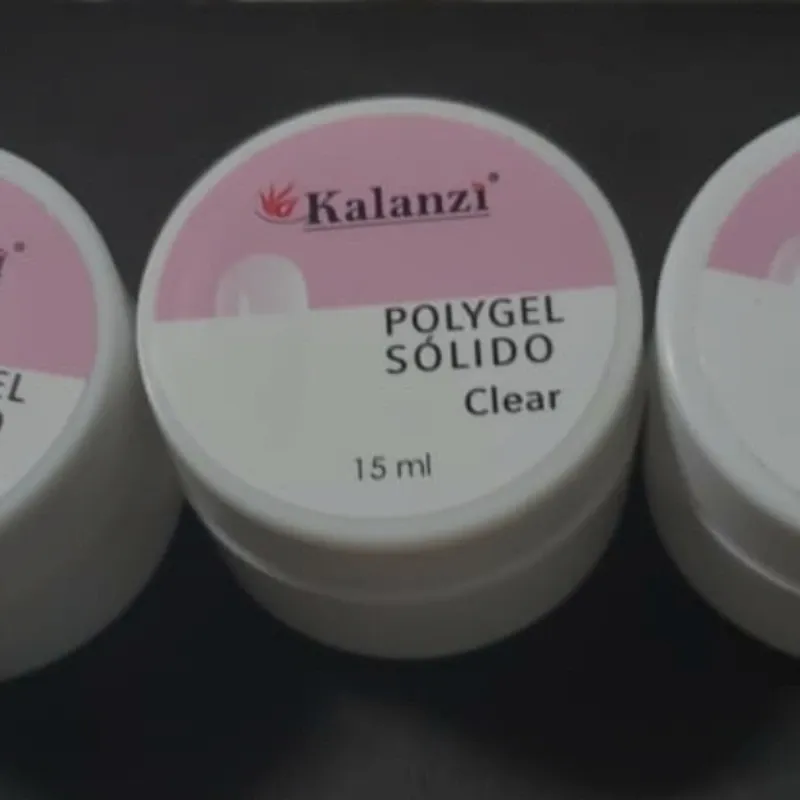 Kalanzi®
POLYGEL
SÓLIDO
Clear
15 ml